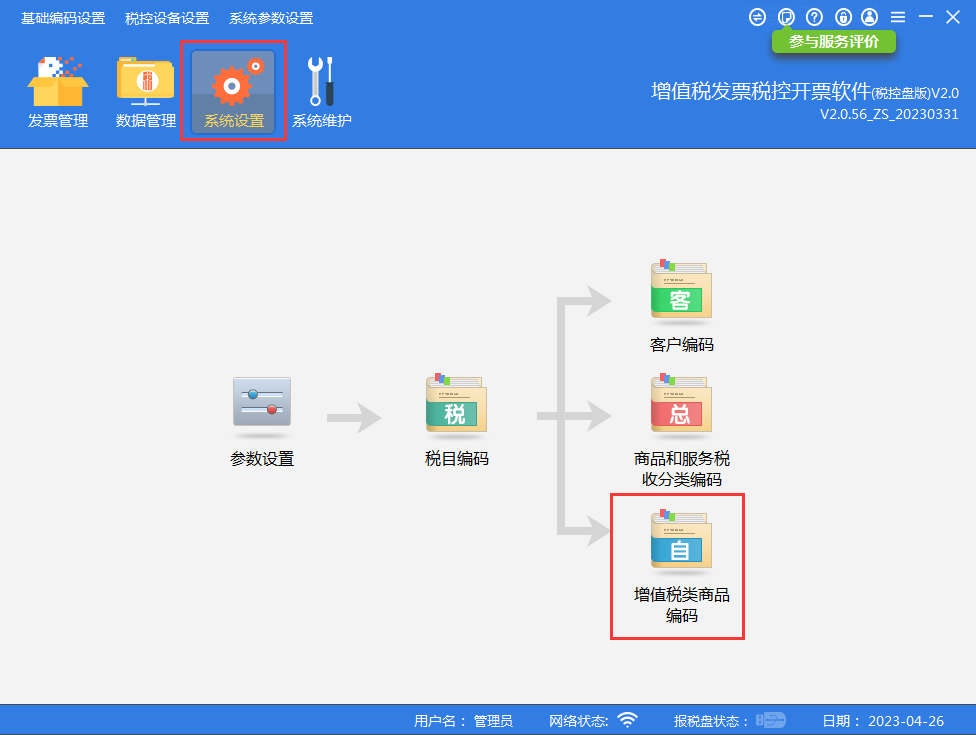 基础编码设置 税控设备设置 系统参数设置
参与服务评价
发票管理 数据管理 系统设置 系统维护
增值税发票税控开票软件(税控盘版)V2.0
V2.0.56_ZS_20230331
客
客户编码
参数设置
税
税目编码
总
商品和服务税
收分类编码
自
增值税类商品
编码
用户名： 管理员 网络状态: 报税盘状态： 日期： 2023-04-26